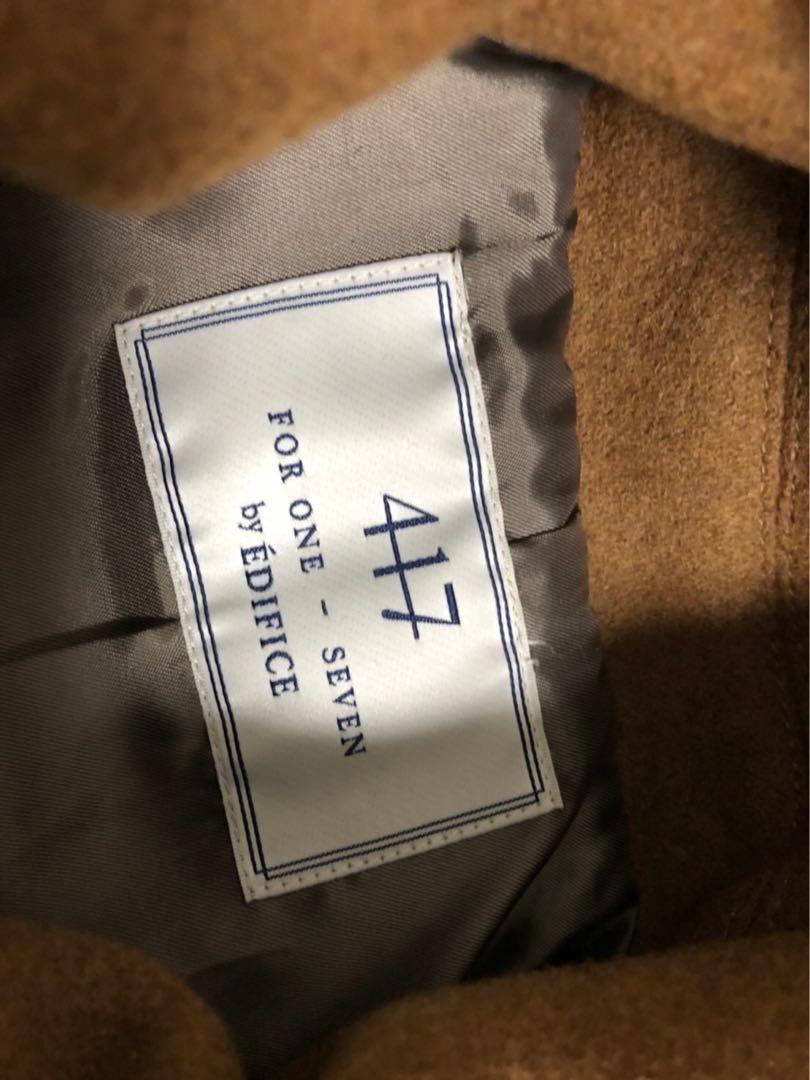 417
FOR ONE - SEVEN
by ÉDIFICE